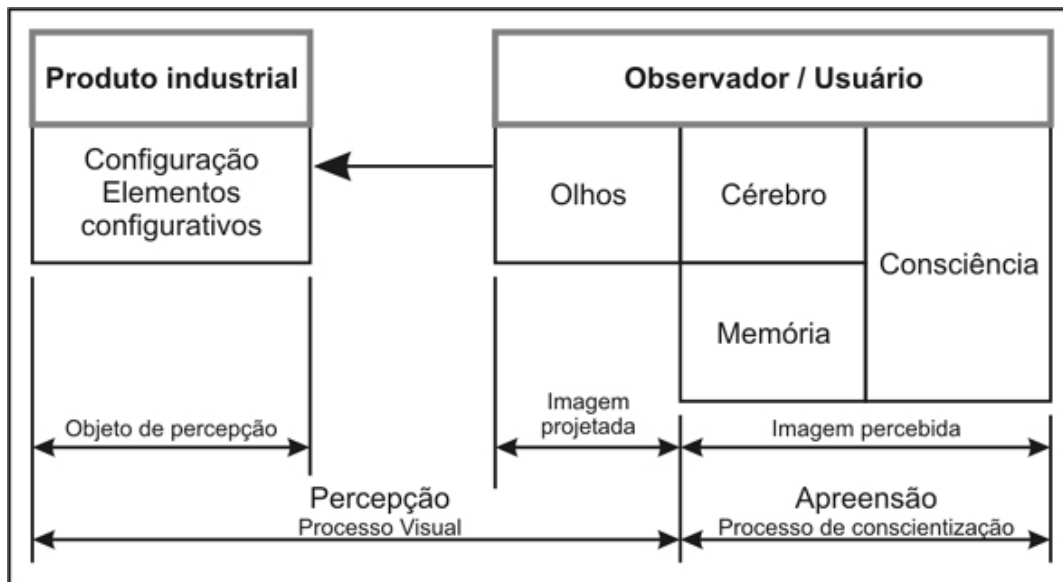 Produto industrial
Observador / Usuário
Configuração
Elementos
configurativos
Olhos
Cérebro
Consciência
Memória
Objeto de percepção
Imagem
projetada
Imagem percebida
Percepção
Processo Visual
Apreensão
Processo de conscientização